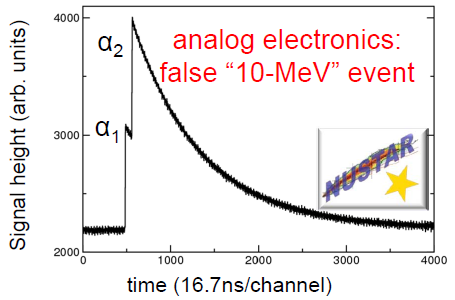 analog electronics:
false "10-MeV" event
α2
α1
NUSTAR
Signal height (arb. units)
4000
3000
2000
0
1000
2000
3000
4000
time (16.7ns/channel)